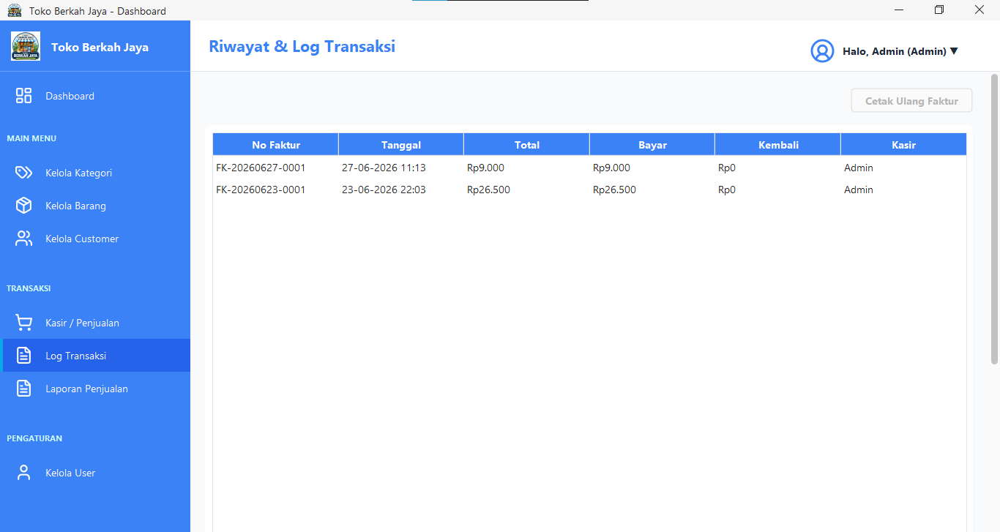 Toko Berkah Jaya - Dashboard
BERKAH JAYA
Toko Berkah Jaya
Riwayat & Log Transaksi
Halo, Admin (Admin) ▼
Dashboard
MAIN MENU
Kelola Kategori
Kelola Barang
Kelola Customer
TRANSAKSI
Kasir / Penjualan
Log Transaksi
Laporan Penjualan
PENGATURAN
Kelola User
Cetak Ulang Faktur
No Faktur Tanggal Total Bayar Kembali Kasir
FK-20260627-0001 27-06-2026 11:13 Rp9.000 Rp9.000 Rp0 Admin
FK-20260623-0001 23-06-2026 22:03 Rp26.500 Rp26.500 Rp0 Admin